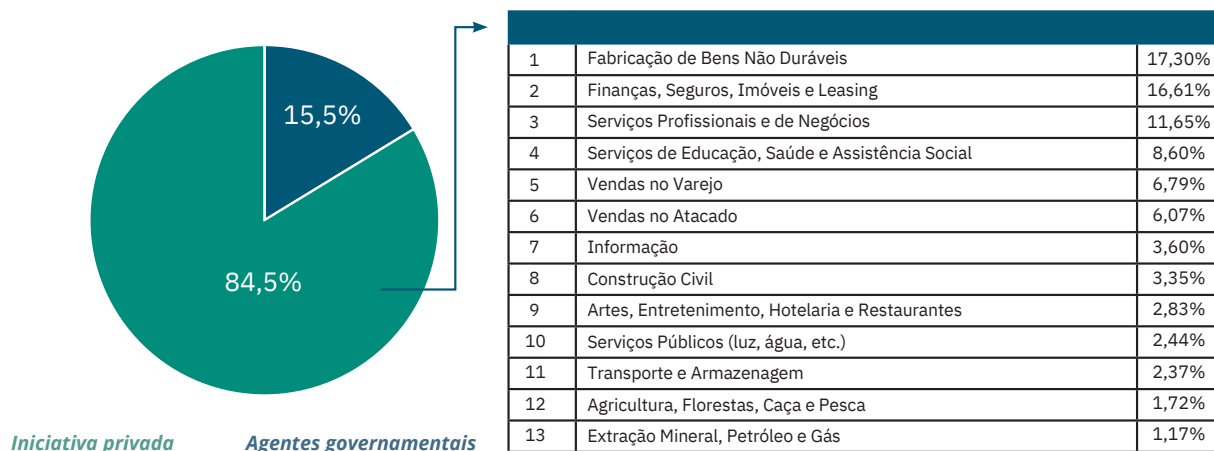 15,5%
84,5%
Iniciativa privada
Agentes governamentais
1 Fabricação de Bens Não Duráveis 17,30%
2 Finanças, Seguros, Imóveis e Leasing 16,61%
3 Serviços Profissionais e de Negócios 11,65%
4 Serviços de Educação, Saúde e Assistência Social 8,60%
5 Vendas no Varejo 6,79%
6 Vendas no Atacado 6,07%
7 Informação 3,60%
8 Construção Civil 3,35%
9 Artes, Entretenimento, Hotelaria e Restaurantes 2,83%
10 Serviços Públicos (luz, água, etc.) 2,44%
11 Transporte e Armazenagem 2,37%
12 Agricultura, Florestas, Caça e Pesca 1,72%
13 Extração Mineral, Petróleo e Gás 1,17%